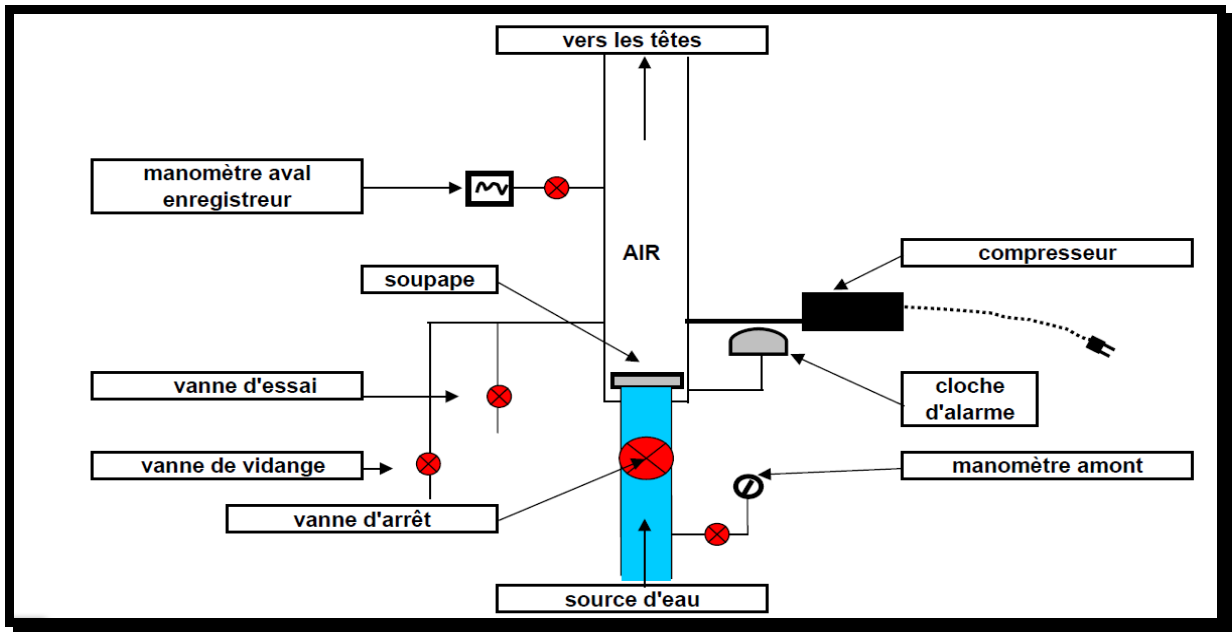 vers les têtes
manomètre aval
enregistreur
AIR
compresseur
soupape
vanne d'essai
cloche
d'alarme
vanne de vidange
manomètre amont
vanne d'arrêt
source d'eau